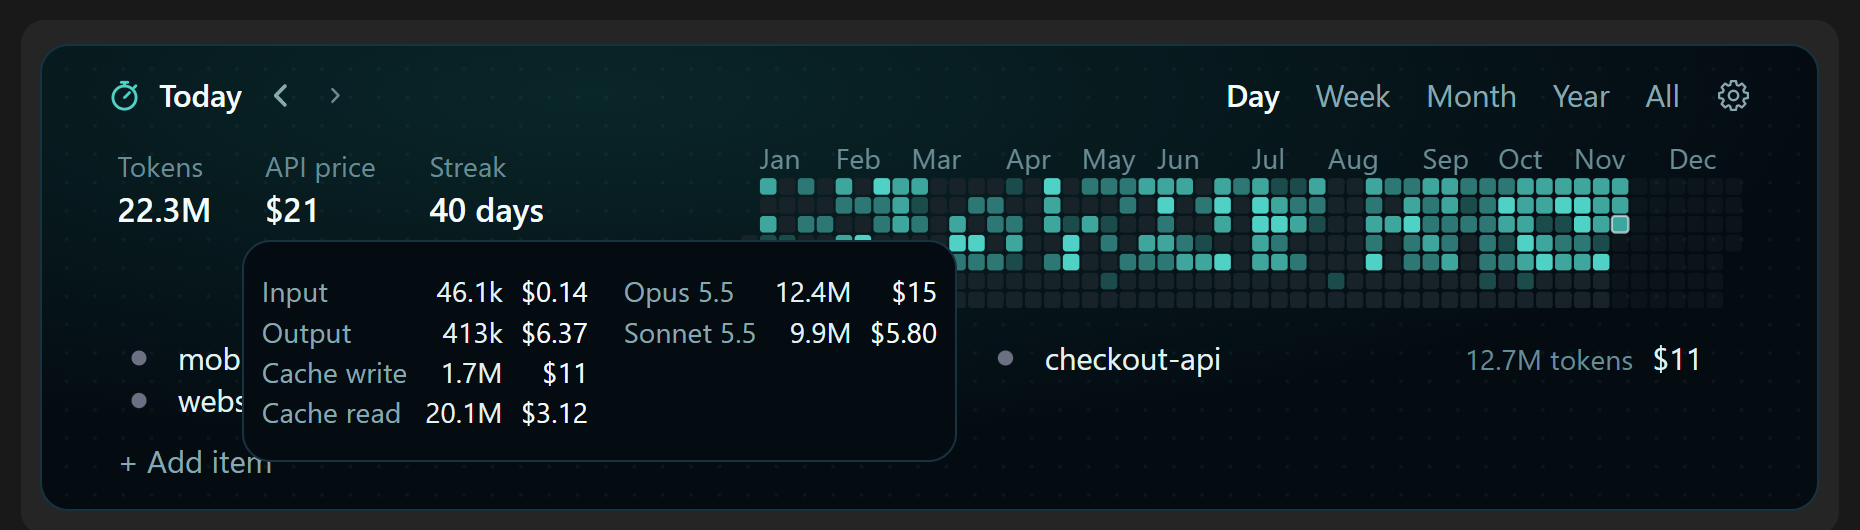 Today
Day Week Month Year All
Tokens API price Streak
22.3M $21 40 days
Jan Feb Mar Apr May Jun Jul Aug Sep Oct Nov Dec
Input 46.1k $0.14 Opus 5.5 12.4M $15
Output 413k $6.37 Sonnet 5.5 9.9M $5.80
Cache write 1.7M $11
Cache read 20.1M $3.12
checkout-api 12.7M tokens $11
+ Add item